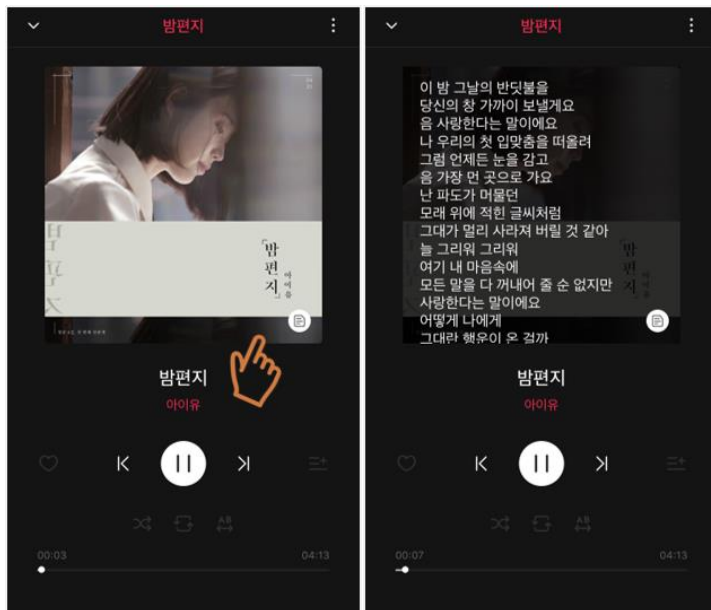 밤편지
밤편지
아이유
밤편지
아이유
00:03
04:13
밤편지
이 밤 그날의 반딧불을
당신의 창 가까이 보낼게요
음 사랑한다는 말이에요
나 우리의 첫 입맞춤을 떠올려
그럼 언제든 눈을 감고
음 가장 먼 곳으로 가요
난 파도가 머물던
모래 위에 적힌 글씨처럼
그대가 멀리 사라져 버릴 것 같아
늘 그리워 그리워
여기 내 마음속에
모든 말을 다 꺼내어 줄 순 없지만
사랑한다는 말이에요
어떻게 나에게
그대란 행운이 온 걸까
밤편지
아이유
밤편지
아이유
00:07
04:13